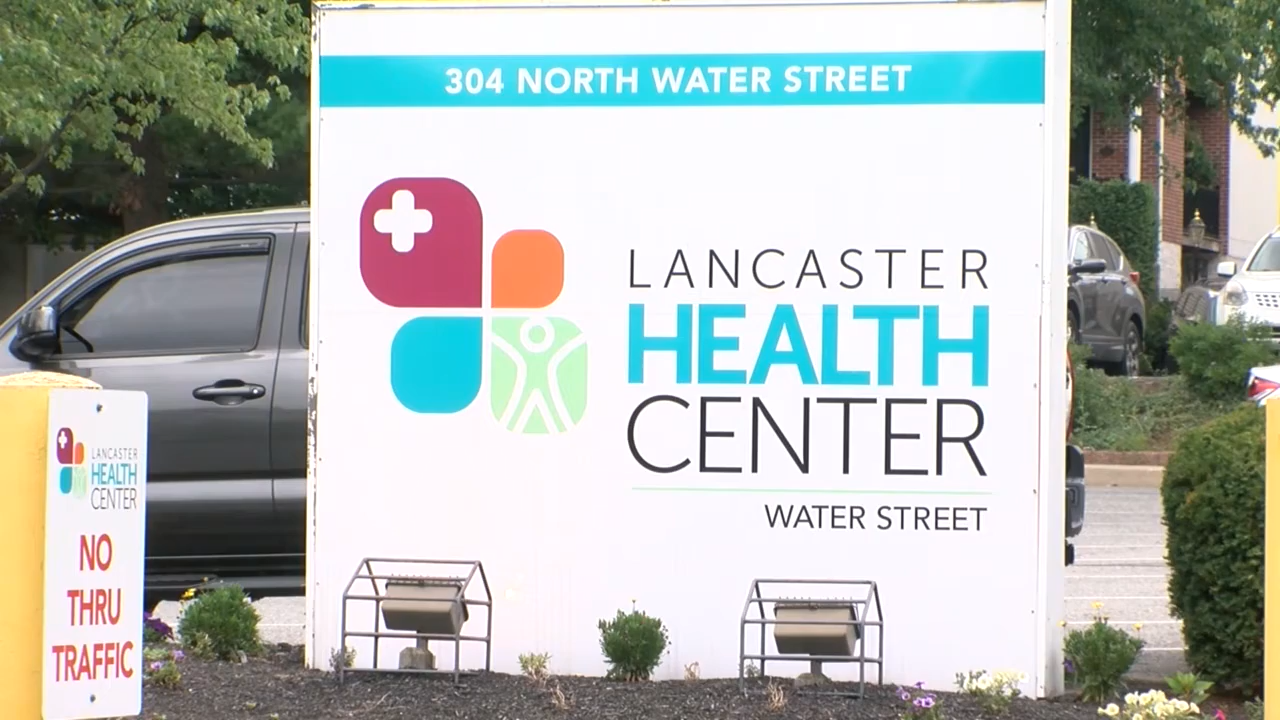 304 NORTH WATER STREET
LANCASTER
HEALTH
CENTER
WATER STREET
LANCASTER
HEALTH
CENTER
NO
THRU
TRAFFIC